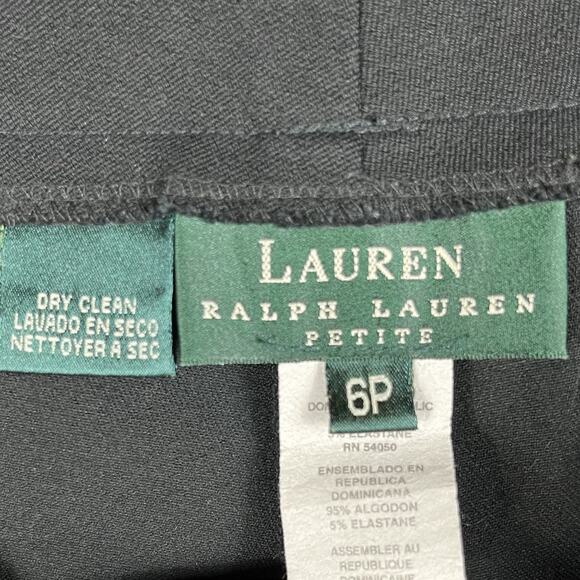 DRY CLEAN
LAVADO EN SECO
NETTOYER A SEC
LAUREN
RALPH LAUREN
PETITE
6P
5% ELASTANE
RN 54050
ENSEMBLADO EN
REPUBLICA
DOMINICANA
95% ALGODON
5% ELASTANE
ASSEMBLER AU
REPUBLIQUE
DOMINICAINE